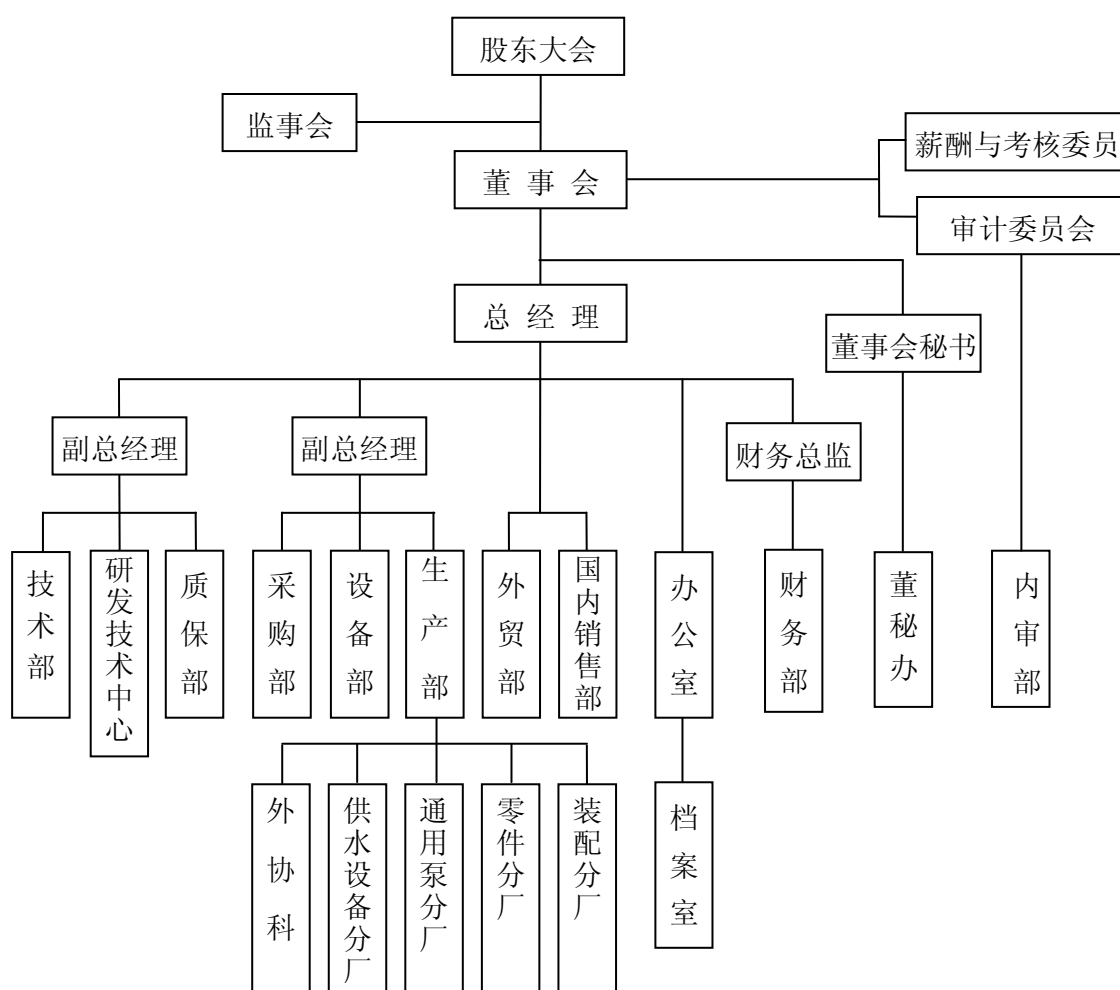 股东大会
监事会
薪酬与考核委员
董事会
审计委员会
总经理
董事会秘书
副总经理
副总经理
财务总监
技术部
研发技术中心
质保部
采购部
设备部
生产部
外贸部
国内销售部
办公室
财务部
董秘办
内审部
外协科
供水设备分厂
通用泵分厂
零件分厂
装配分厂
档案室